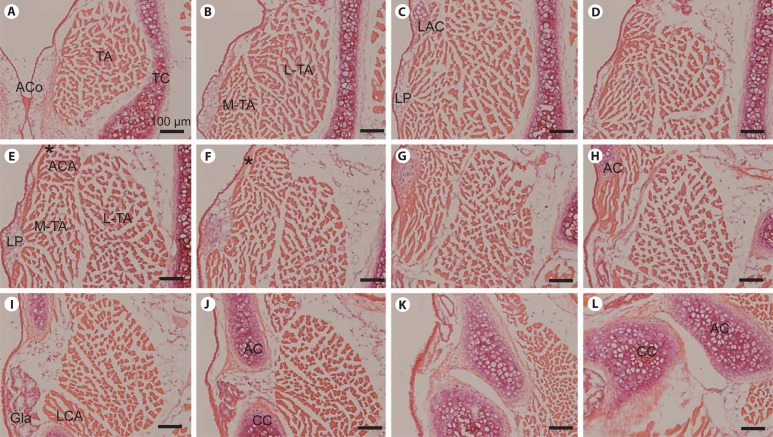 A
TA
TC
ACo
100 µm
B
L-TA
M-TA
C
LAC
LP
D
E
*
ACA
M-TA
L-TA
LP
F
*
G
H
AC
I
Gla
LCA
J
AC
CC
K
L
AC
CC